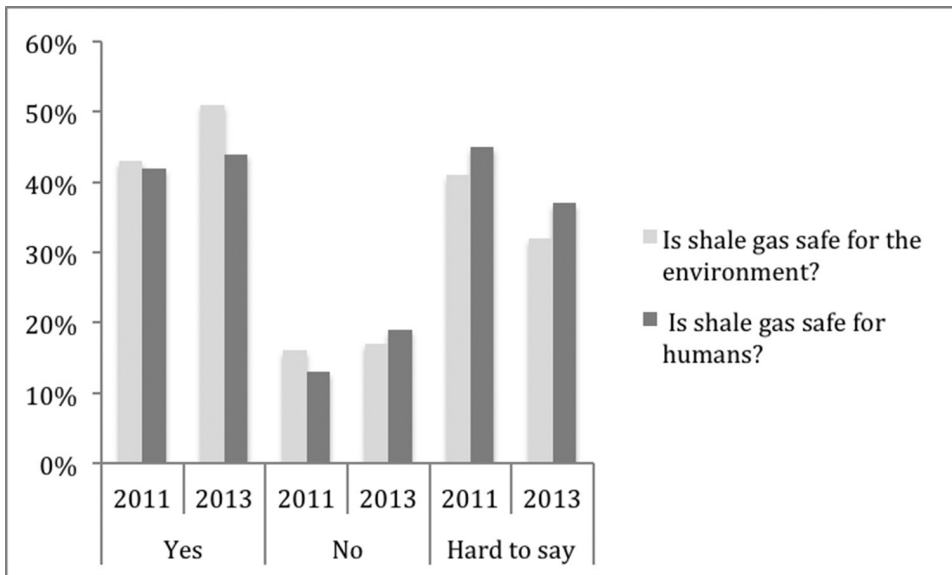 60%
50%
40%
30%
20%
10%
0%
2011 2013 2011 2013 2011 2013
Yes No Hard to say
Is shale gas safe for the
environment?
Is shale gas safe for
humans?